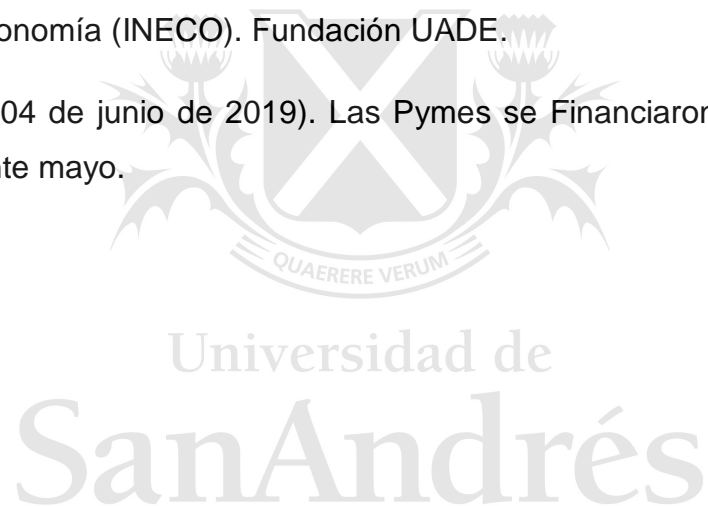 onomía (INECO). Fundación UADE.
04 de junio de 2019). Las Pymes se Financiaron
nte mayo.
QUAERERE VERUM
Universidad de
SanAndrés